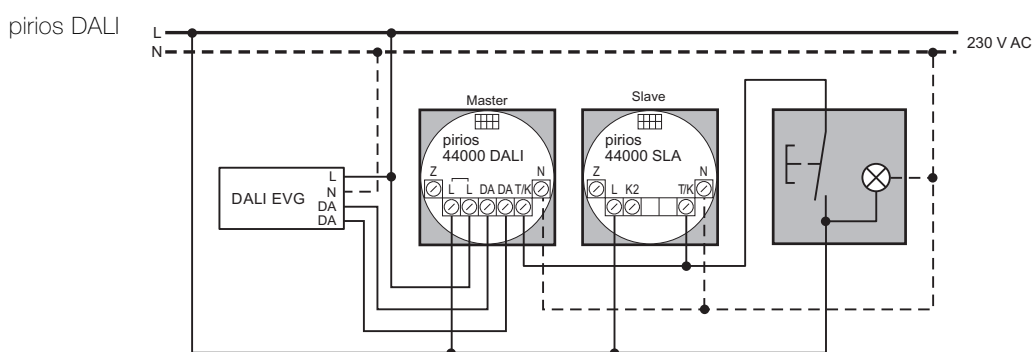 pirios DALI
L
N
230 V AC
Master
Slave
pirios
44000 DALI
pirios
44000 SLA
Z
N
L L DA DA T/K
Z
N
L K2 T/K
DALI EVG
L
N
DA
DA